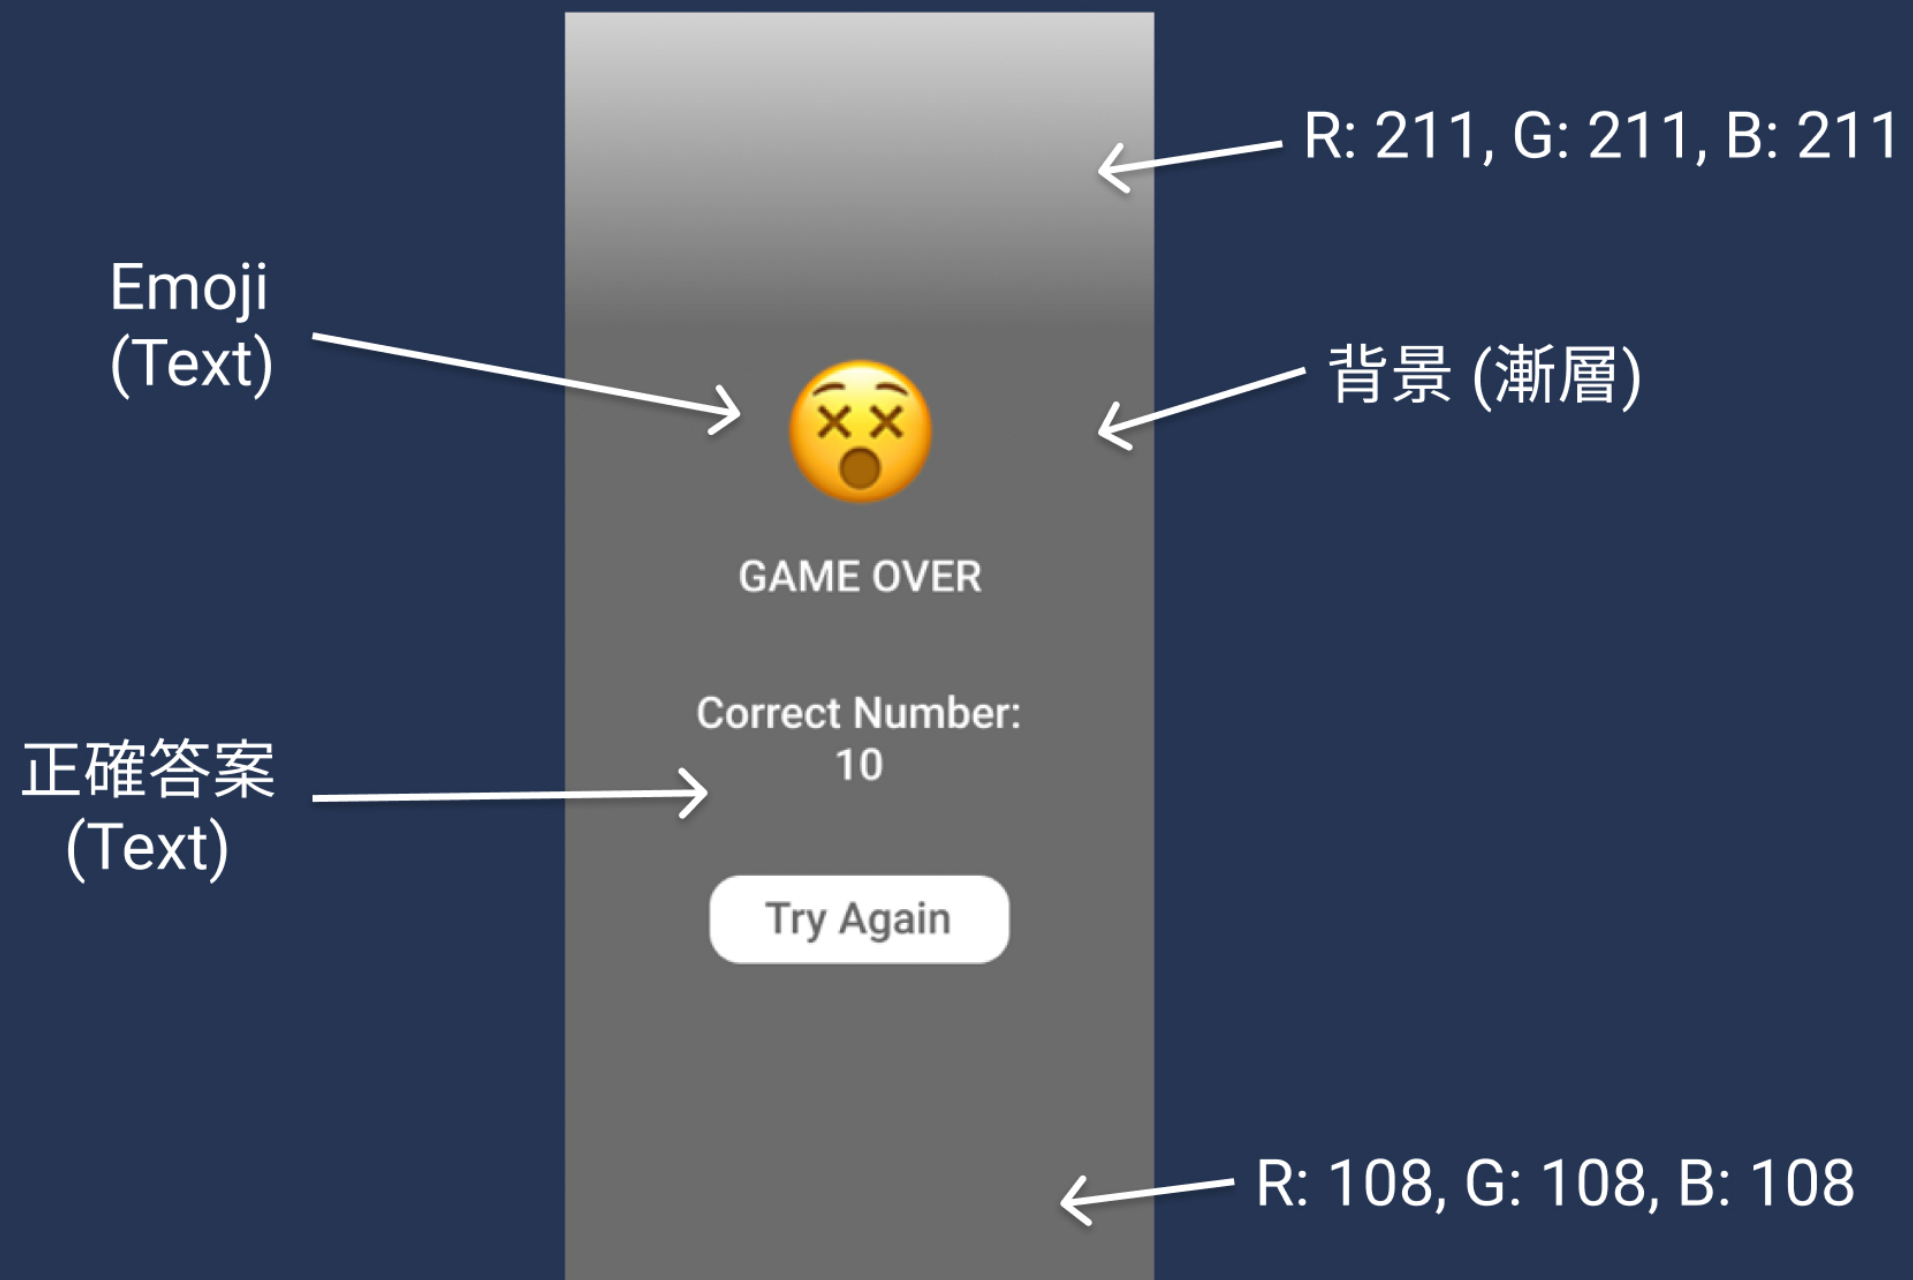 R: 211, G: 211, B: 211
Emoji
(Text)
背景 (漸層)
GAME OVER
Correct Number:
10
正確答案
(Text)
Try Again
R: 108, G: 108, B: 108